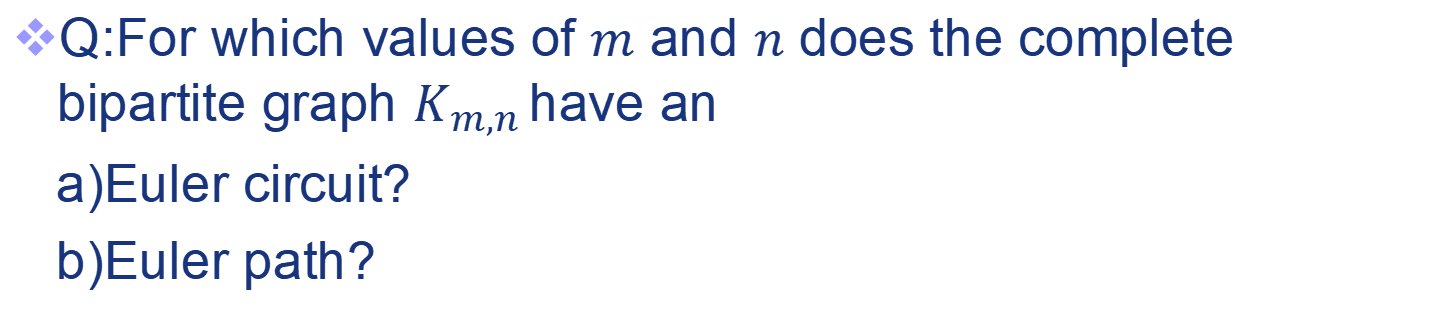 ❖Q:For which values of m and n does the complete
bipartite graph K_{m,n} have an
a)Euler circuit?
b)Euler path?